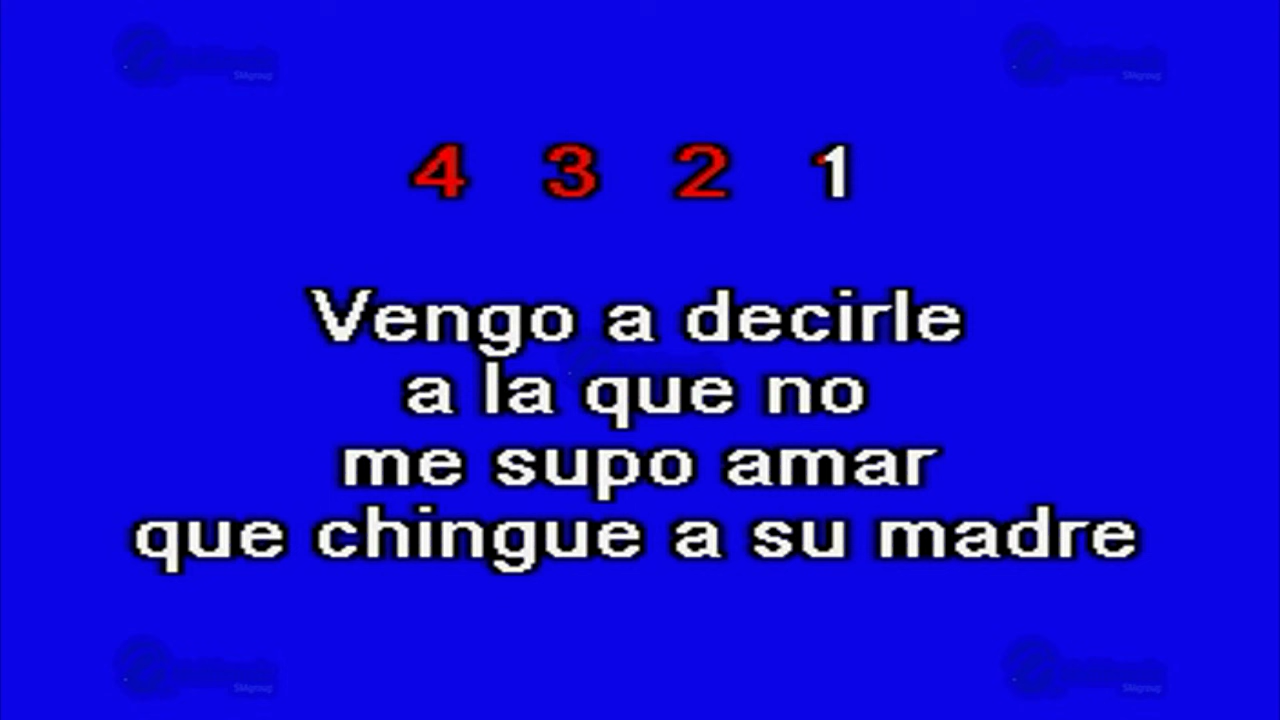 4 3 2 1
Vengo a decirle
a la que no
me supo amar
que chingue a su madre